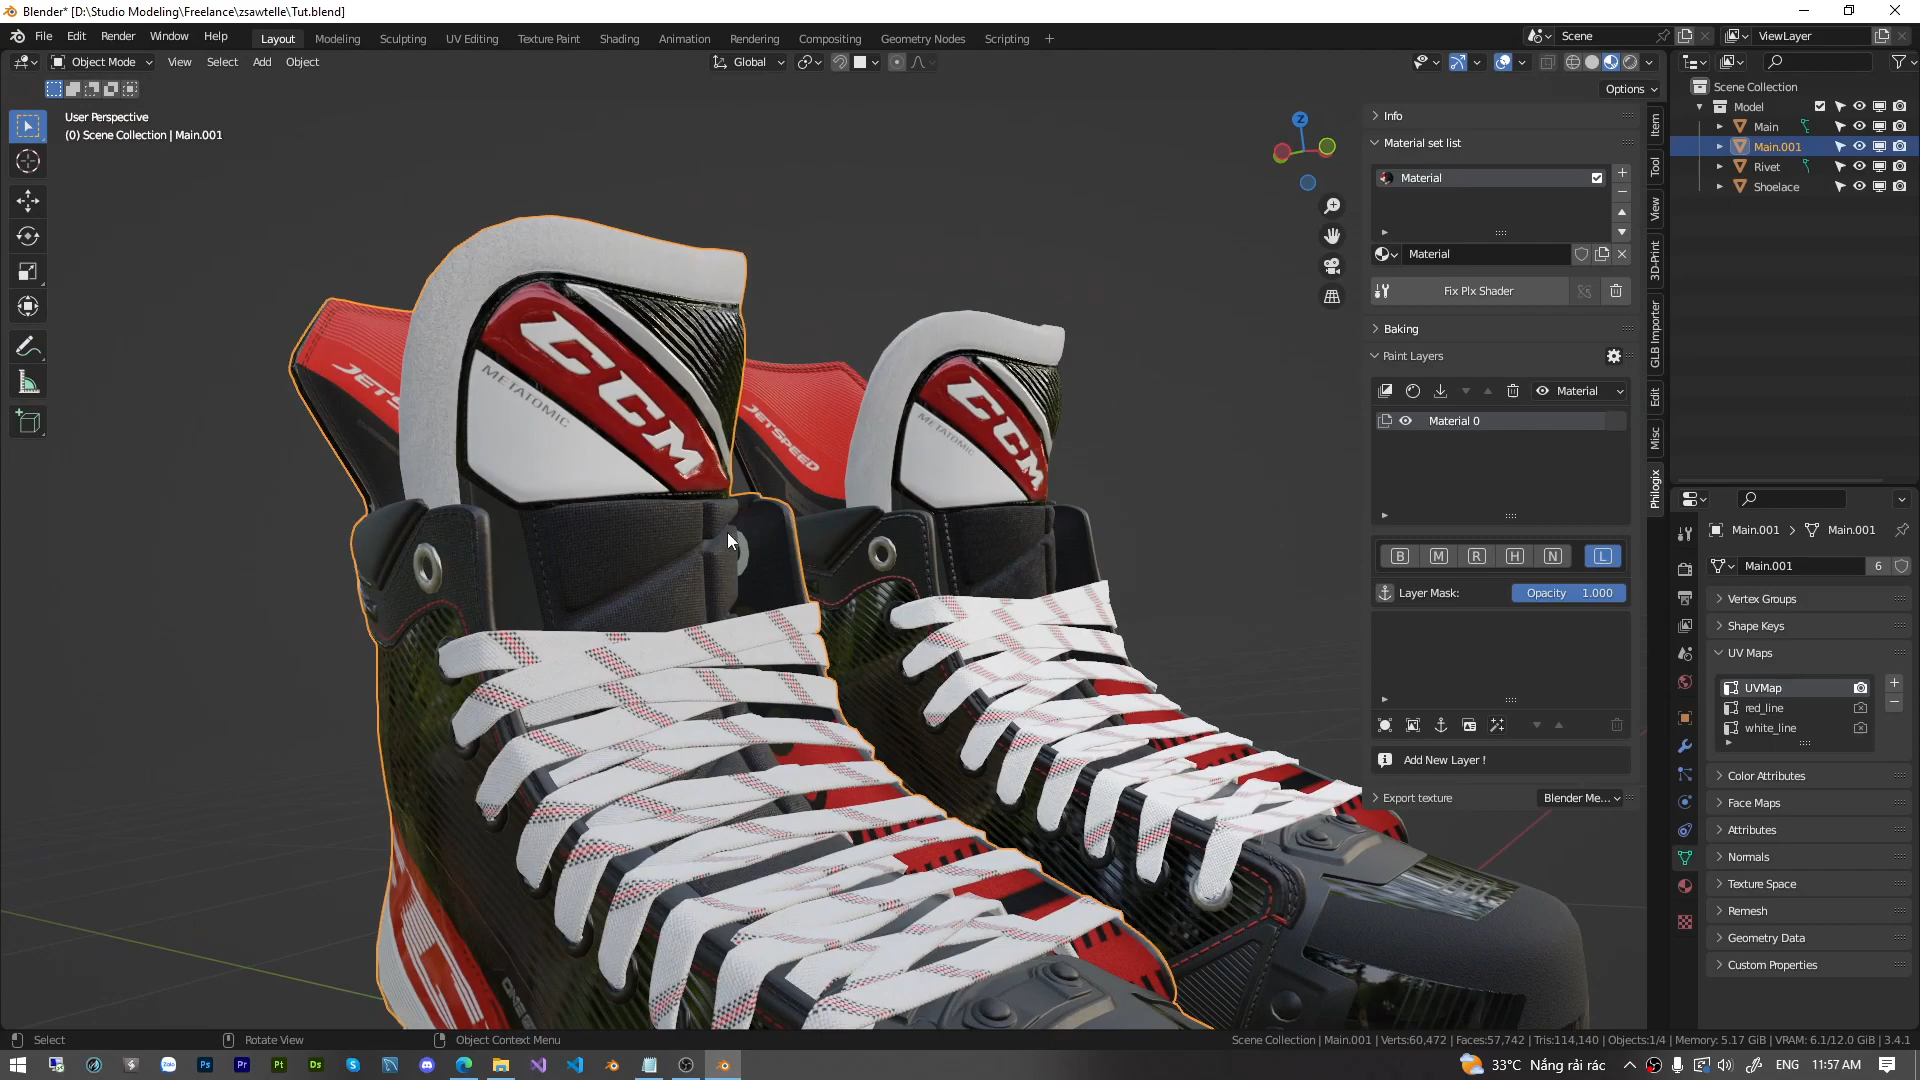 Blender* [D:\Studio Modeling\Freelance\zsawtelle\Tut.blend]
File Edit Render Window Help Layout Modeling Sculpting UV Editing Texture Paint Shading Animation Rendering Compositing Geometry Nodes Scripting + Scene ViewLayer
Object Mode View Select Add Object Global
Options
User Perspective
(0) Scene Collection | Main.001
Z
CCM
METATOMIC
JETSPEED
CCM
METATOMIC
Info
Material set list
Material
Material
Fix Plx Shader
Baking
Paint Layers
Material
Material 0
B M R H N L
Layer Mask: Opacity 1.000
Add New Layer !
Export texture Blender Me...
Item
Tool
View
3D-Print
GLB Importer
Edit
Misc
Philogix
Scene Collection
Model
Main
Main.001
Rivet
Shoelace
Main.001 > Main.001
Main.001 6
Vertex Groups
Shape Keys
UV Maps
UVMap
red_line
white_line
Color Attributes
Face Maps
Attributes
Normals
Texture Space
Remesh
Geometry Data
Custom Properties
Select Rotate View Object Context Menu Scene Collection | Main.001 | Verts:60,472 | Faces:57,742 | Tris:114,140 | Objects:1/4 | Memory: 5.17 GiB | VRAM: 6.1/12.0 GiB | 3.4.1
Zalo Ps Pr Pt Ds S 33°C Nắng rải rác ENG 11:57 AM